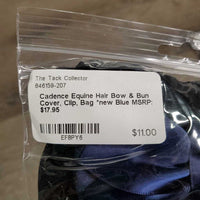 The Tack Collector
646159-207
Cadence Equine Hair Bow & Bun
Cover, Clip, Bag *new Blue MSRP:
$17.95
$11.00
EF8PY6